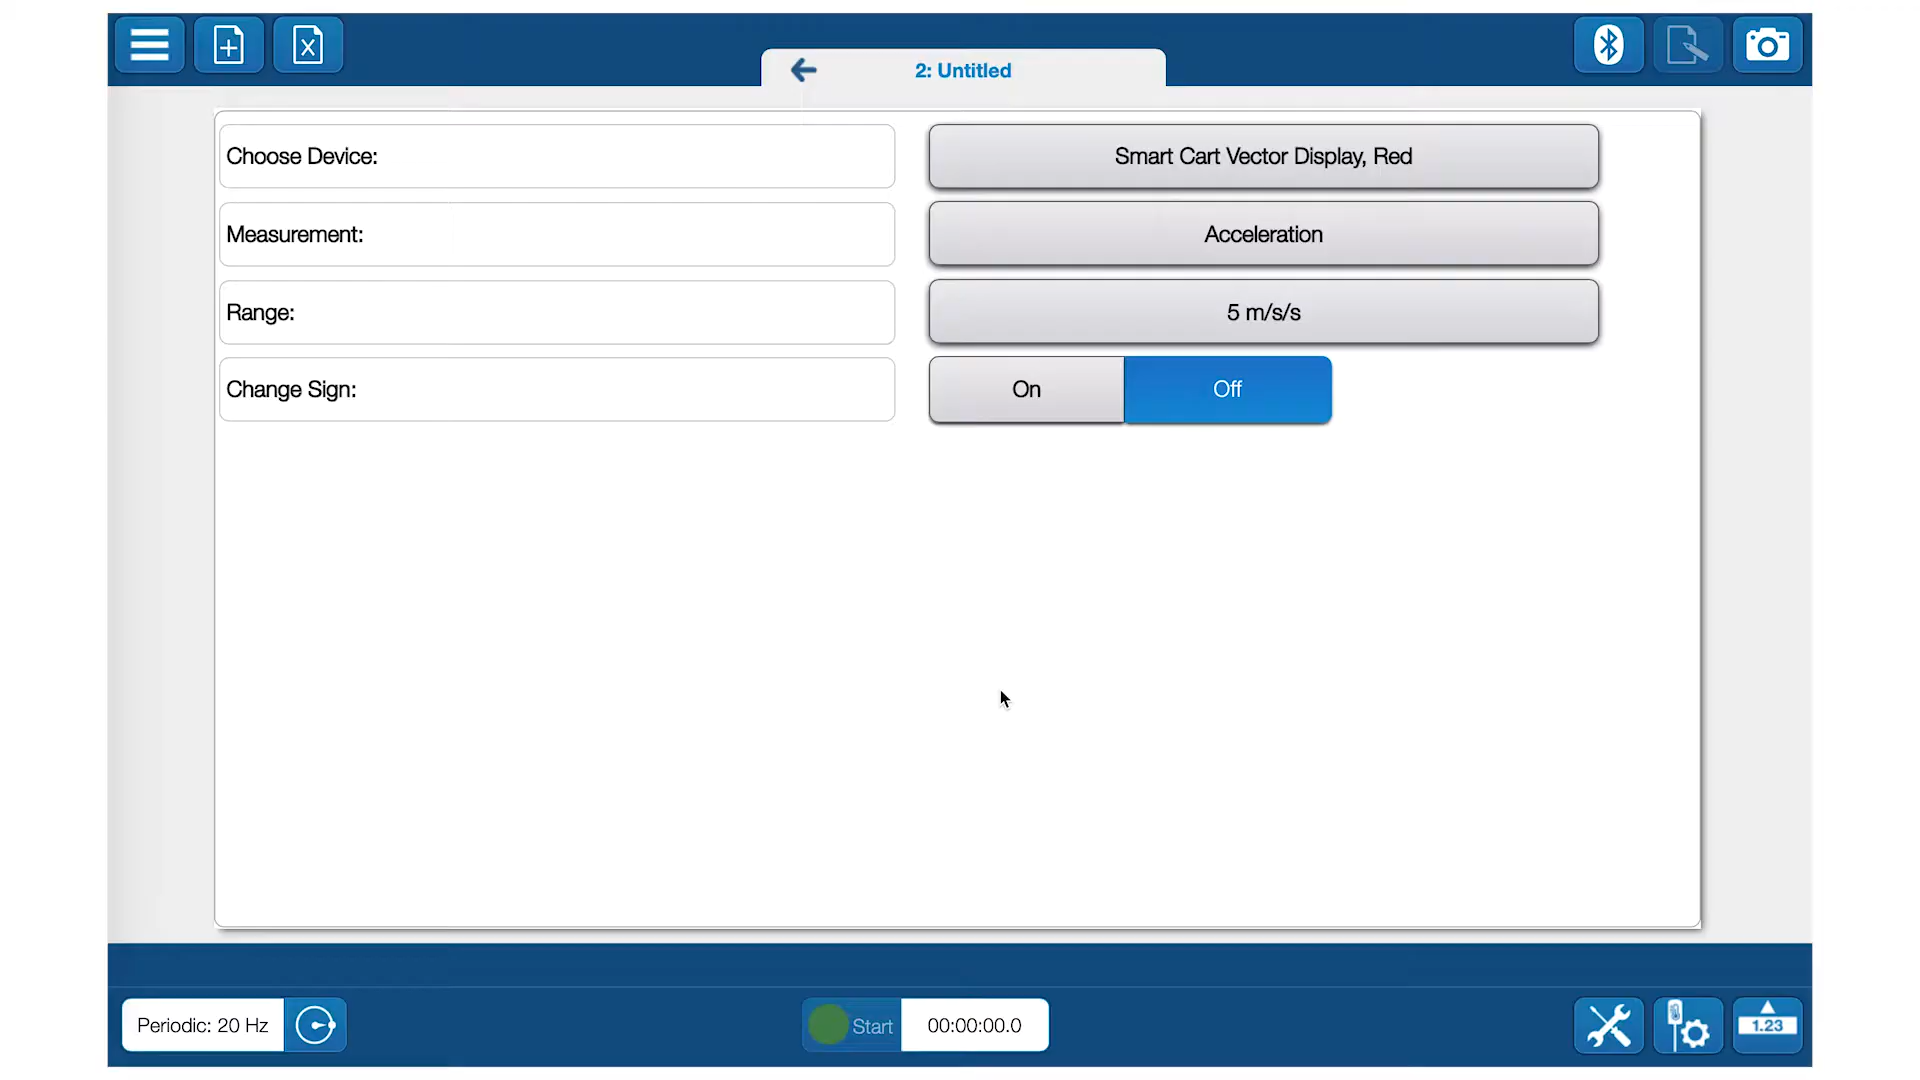 2: Untitled
Choose Device:
Smart Cart Vector Display, Red
Measurement:
Acceleration
Range:
5 m/s/s
Change Sign:
On
Off
Periodic: 20 Hz
Start
00:00:00.0
1.23